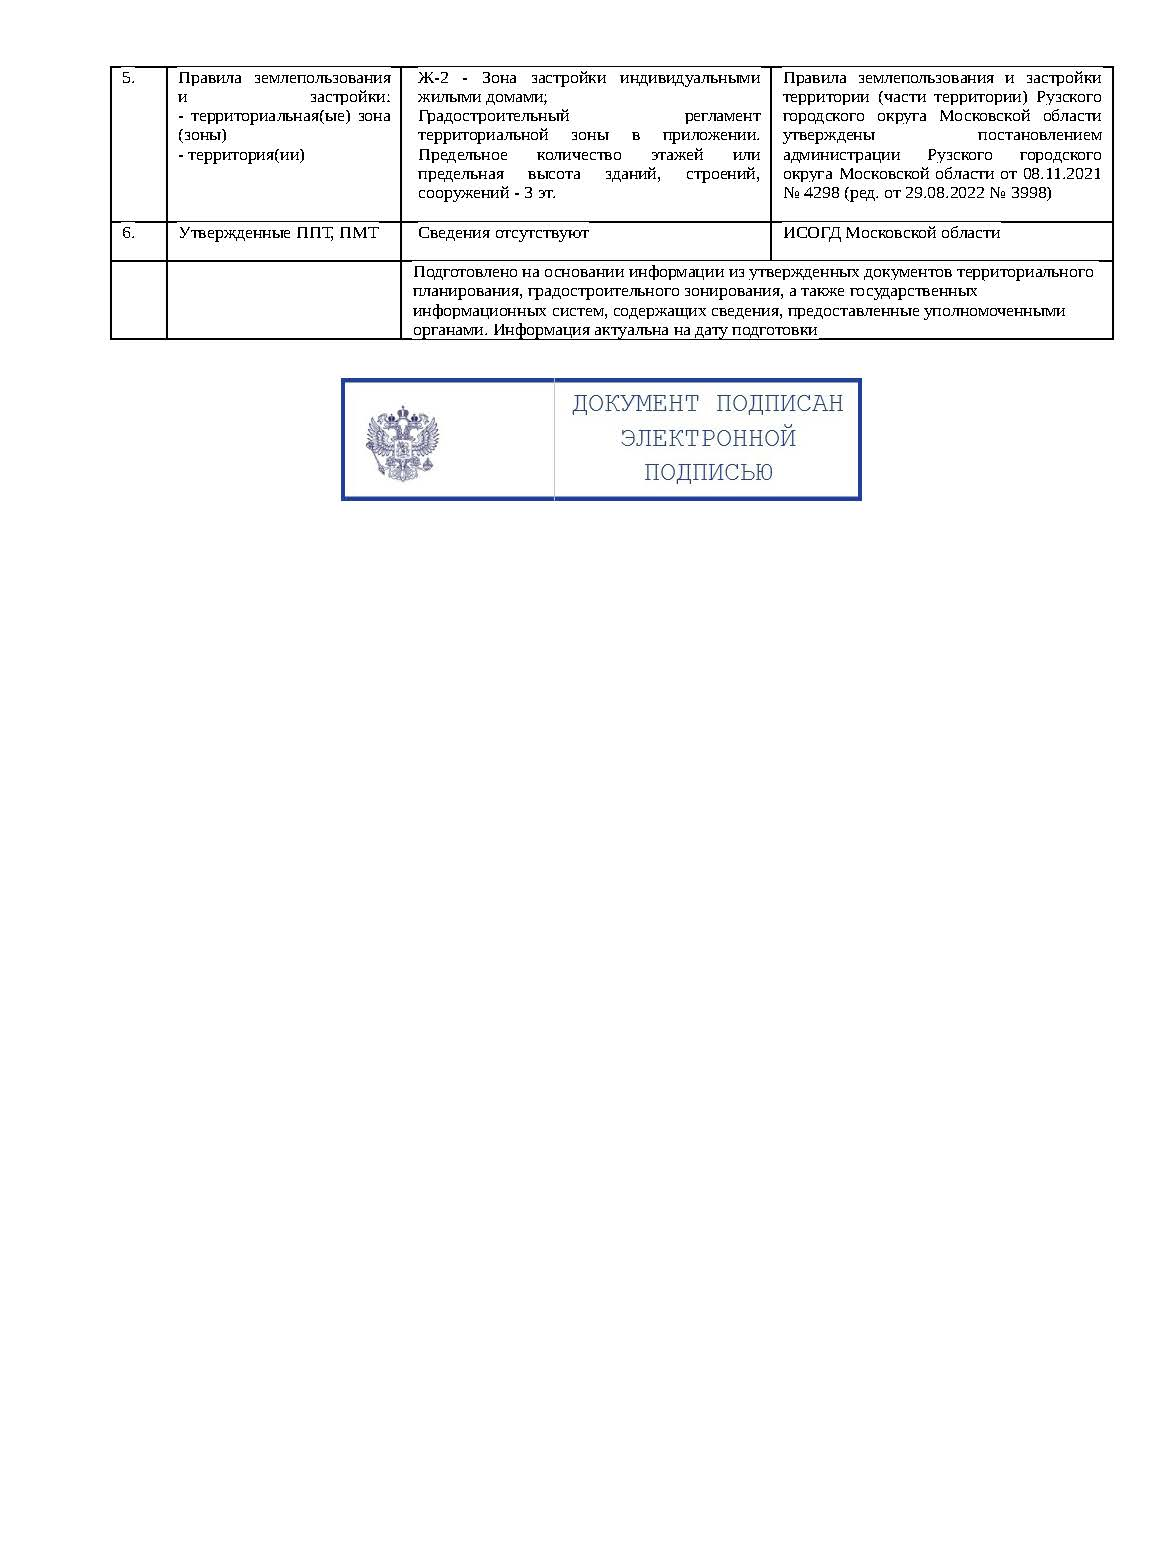 5.
Правила землепользования
и застройки:
- территориальная(ые) зона
(зоны)
- территория(ии)
Ж-2 - Зона застройки индивидуальными
жилыми домами;
Градостроительный регламент
территориальной зоны в приложении.
Предельное количество этажей или
предельная высота зданий, строений,
сооружений - 3 эт.
Правила землепользования и застройки
территории (части территории) Рузского
городского округа Московской области
утверждены постановлением
администрации Рузского городского
округа Московской области от 08.11.2021
№ 4298 (ред. от 29.08.2022 № 3998)
6.
Утвержденные ППТ, ПМТ
Сведения отсутствуют
ИСОГД Московской области
Подготовлено на основании информации из утвержденных документов территориального
планирования, градостроительного зонирования, а также государственных
информационных систем, содержащих сведения, предоставленные уполномоченными
органами. Информация актуальна на дату подготовки
ДОКУМЕНТ ПОДПИСАН
ЭЛЕКТРОННОЙ
ПОДПИСЬЮ